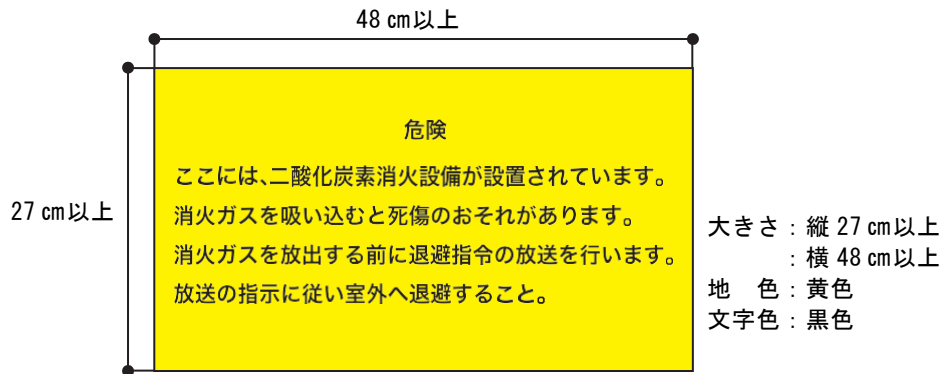 48 cm以上
27 cm以上
危険
ここには、二酸化炭素消火設備が設置されています。
消火ガスを吸い込むと死傷のおそれがあります。
消火ガスを放出する前に退避指令の放送を行います。
放送の指示に従い室外へ退避すること。
大きさ：縦 27 cm以上
：横 48 cm以上
地　色：黄色
文字色：黒色